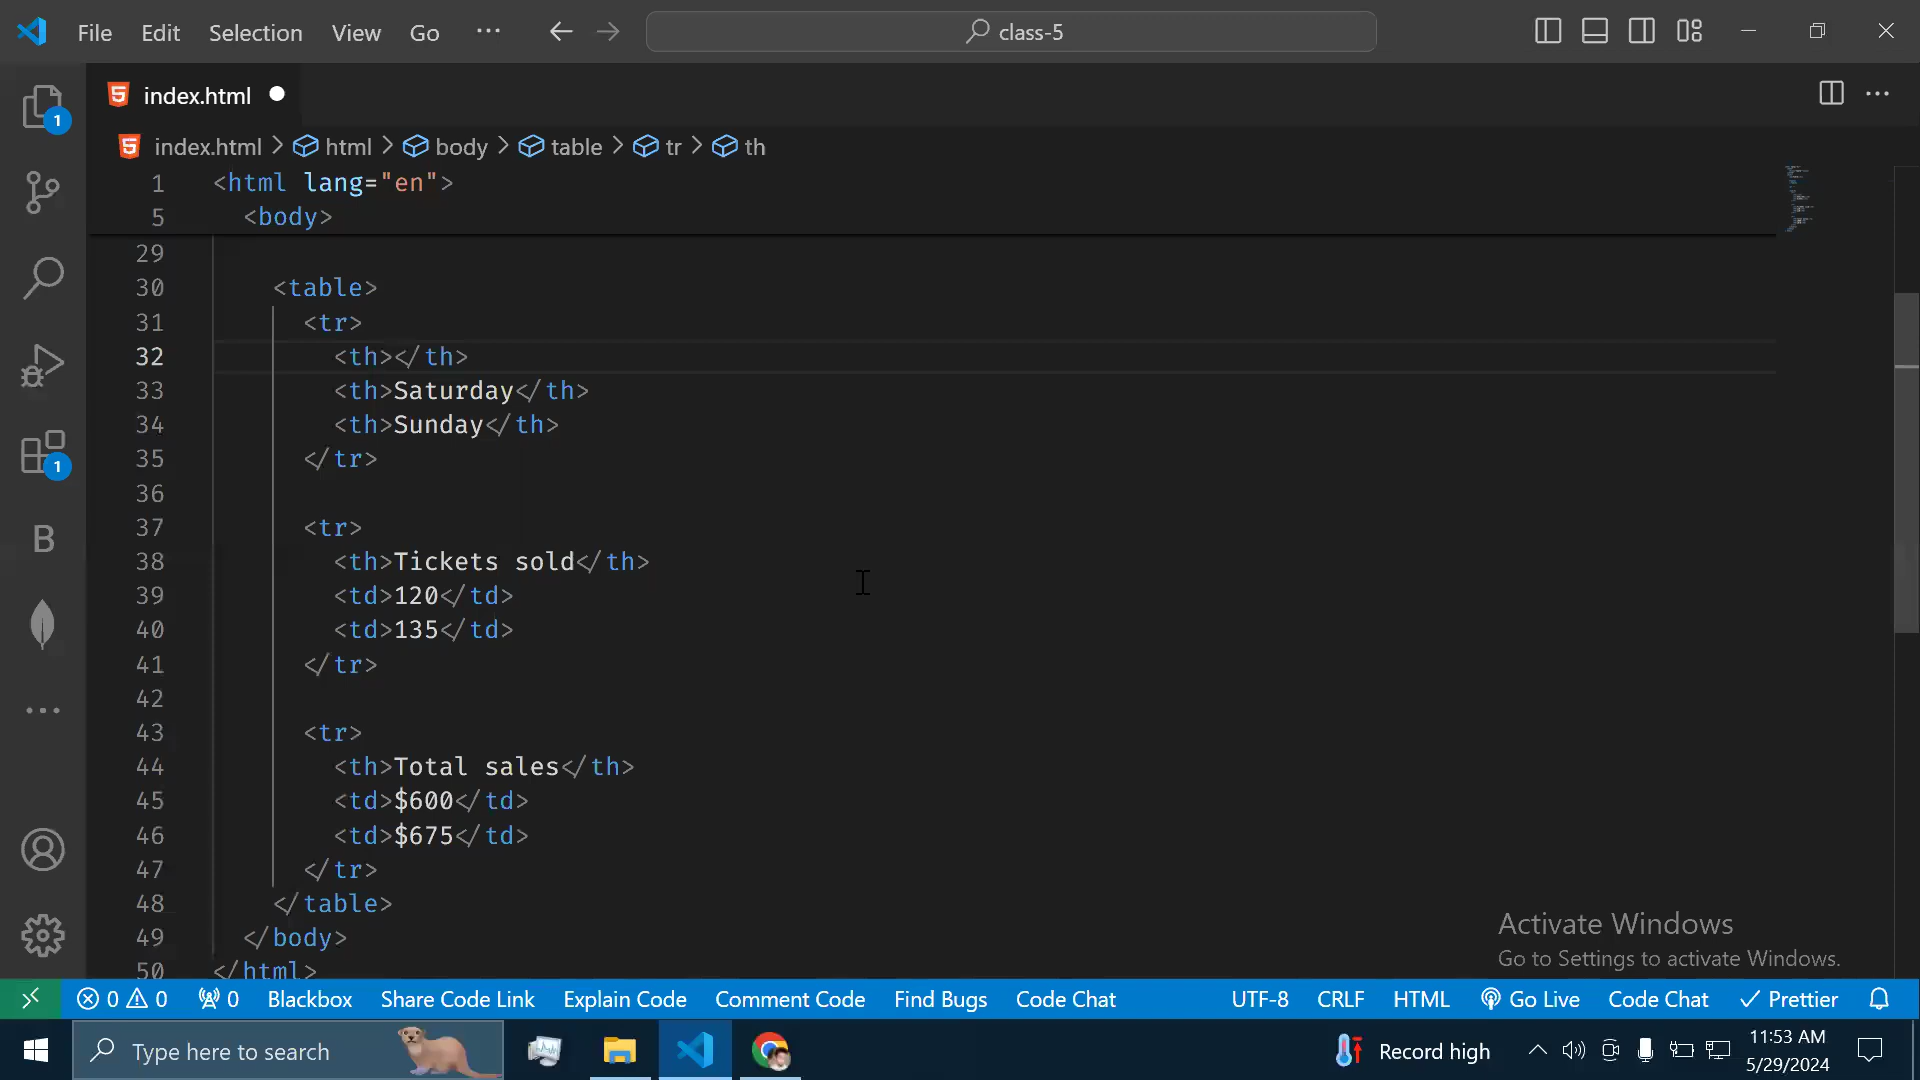 File Edit Selection View Go ··· class-5
index.html
index.html > html > body > table > tr > th
1 <html lang="en">
5 <body>
29
30 <table>
31 <tr>
32 <th></th>
33 <th>Saturday</th>
34 <th>Sunday</th>
35 </tr>
36
37 <tr>
38 <th>Tickets sold</th>
39 <td>120</td>
40 <td>135</td>
41 </tr>
42
43 <tr>
44 <th>Total sales</th>
45 <td>$600</td>
46 <td>$675</td>
47 </tr>
48 </table>
49 </body>
50 </html>
1
1
B
Activate Windows
Go to Settings to activate Windows.
0 0 0 Blackbox Share Code Link Explain Code Comment Code Find Bugs Code Chat UTF-8 CRLF HTML Go Live Code Chat Prettier
Type here to search Record high 11:53 AM
5/29/2024